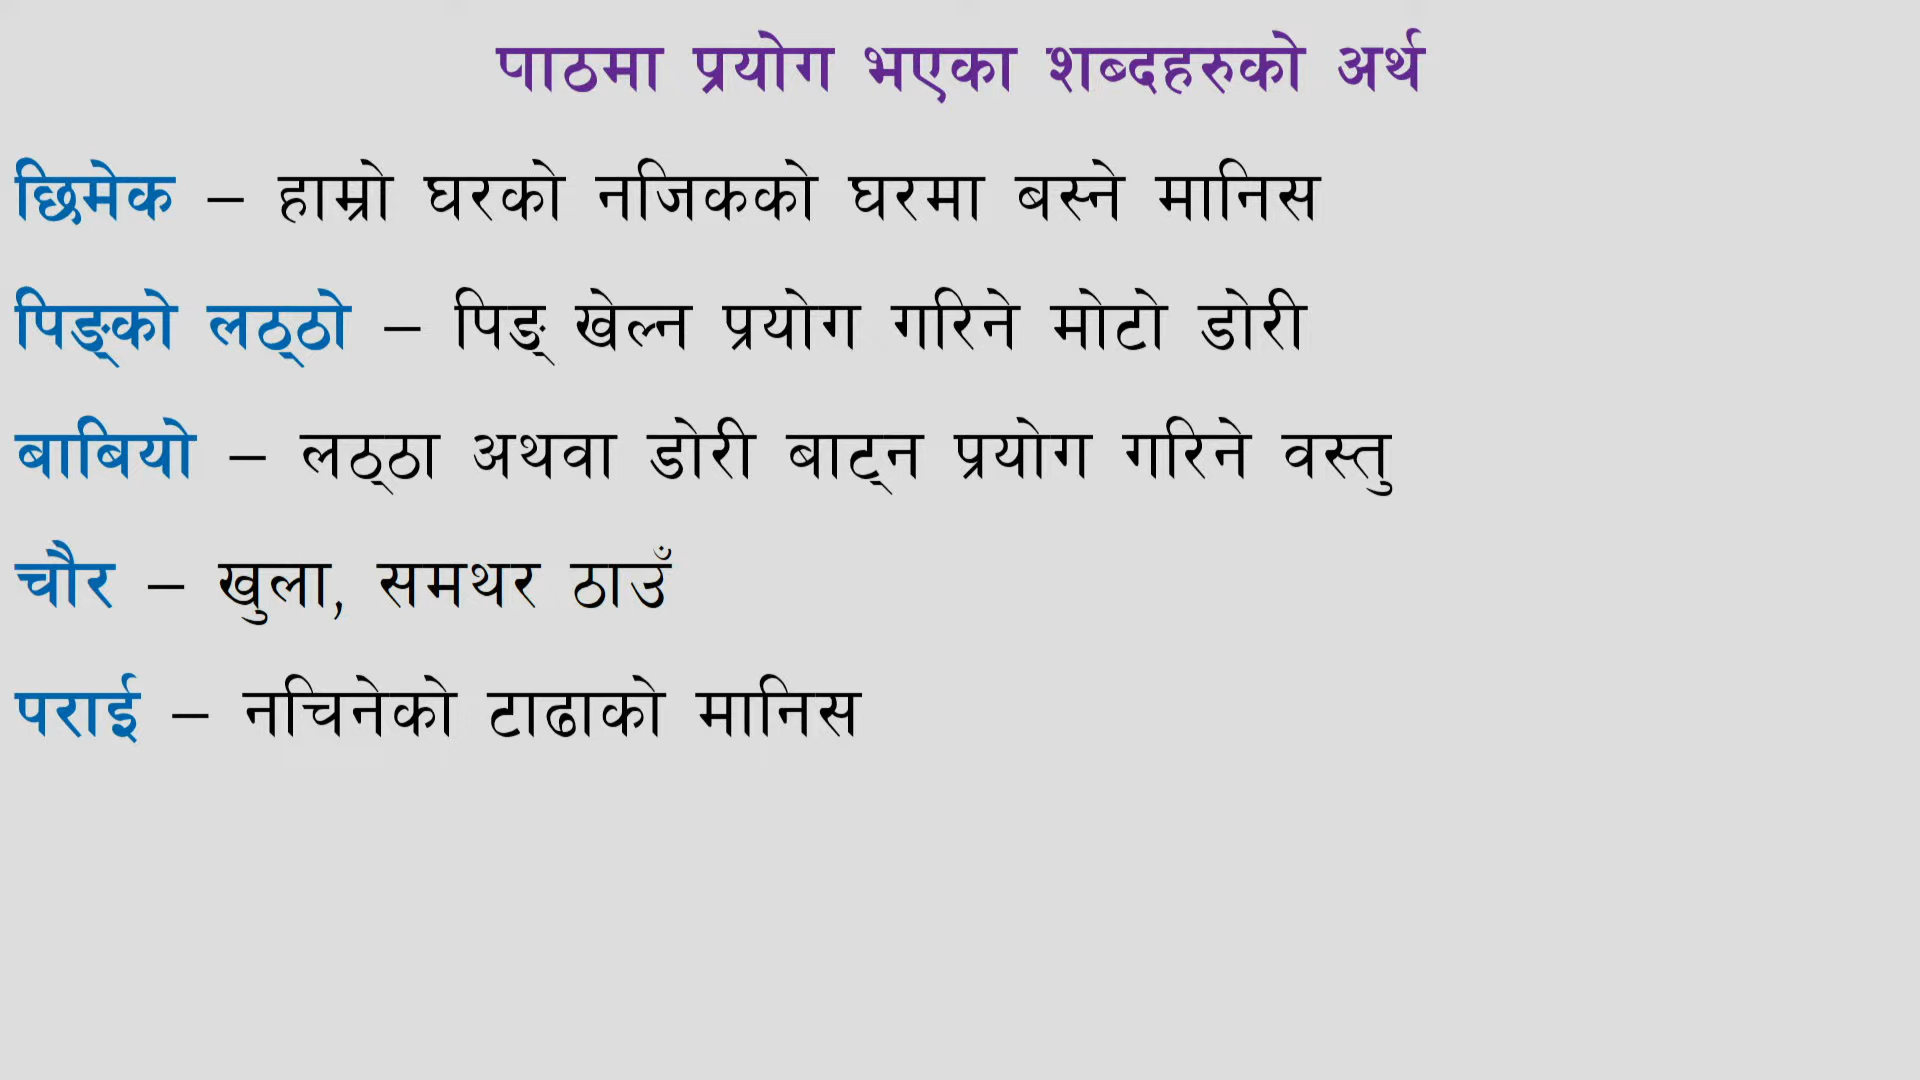 पाठमा प्रयोग भएका शब्दहरुको अर्थ
छिमेक – हाम्रो घरको नजिकको घरमा बस्ने मानिस
पिङ्को लठ्ठो – पिङ् खेल्न प्रयोग गरिने मोटो डोरी
बाबियो – लठ्ठा अथवा डोरी बाट्न प्रयोग गरिने वस्तु
चौर – खुला, समथर ठाउँ
पराई – नचिनेको टाढाको मानिस